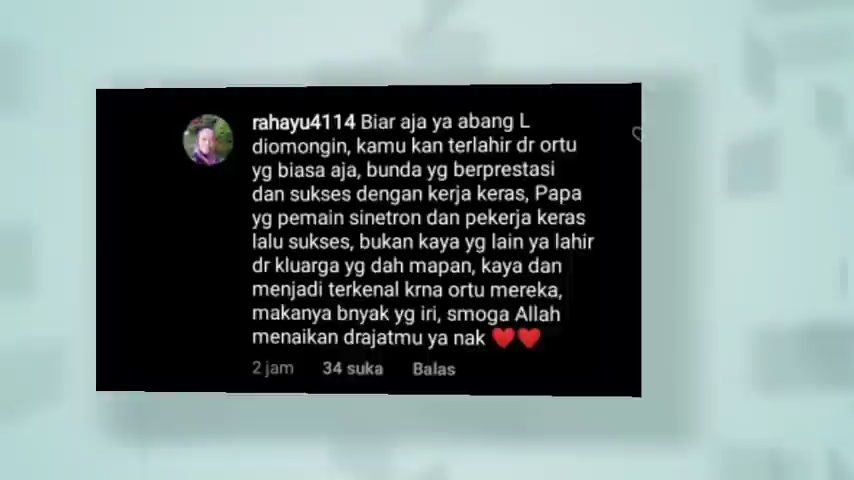 rahayu4114 Biar aja ya abang L
diomongin, kamu kan terlahir dr ortu
yg biasa aja, bunda yg berprestasi
dan sukses dengan kerja keras, Papa
yg pemain sinetron dan pekerja keras
lalu sukses, bukan kaya yg lain ya lahir
dr kluarga yg dah mapan, kaya dan
menjadi terkenal krna ortu mereka,
makanya bnyak yg iri, smoga Allah
menaikan drajatmu ya nak ❤️❤️
2 jam 34 suka Balas